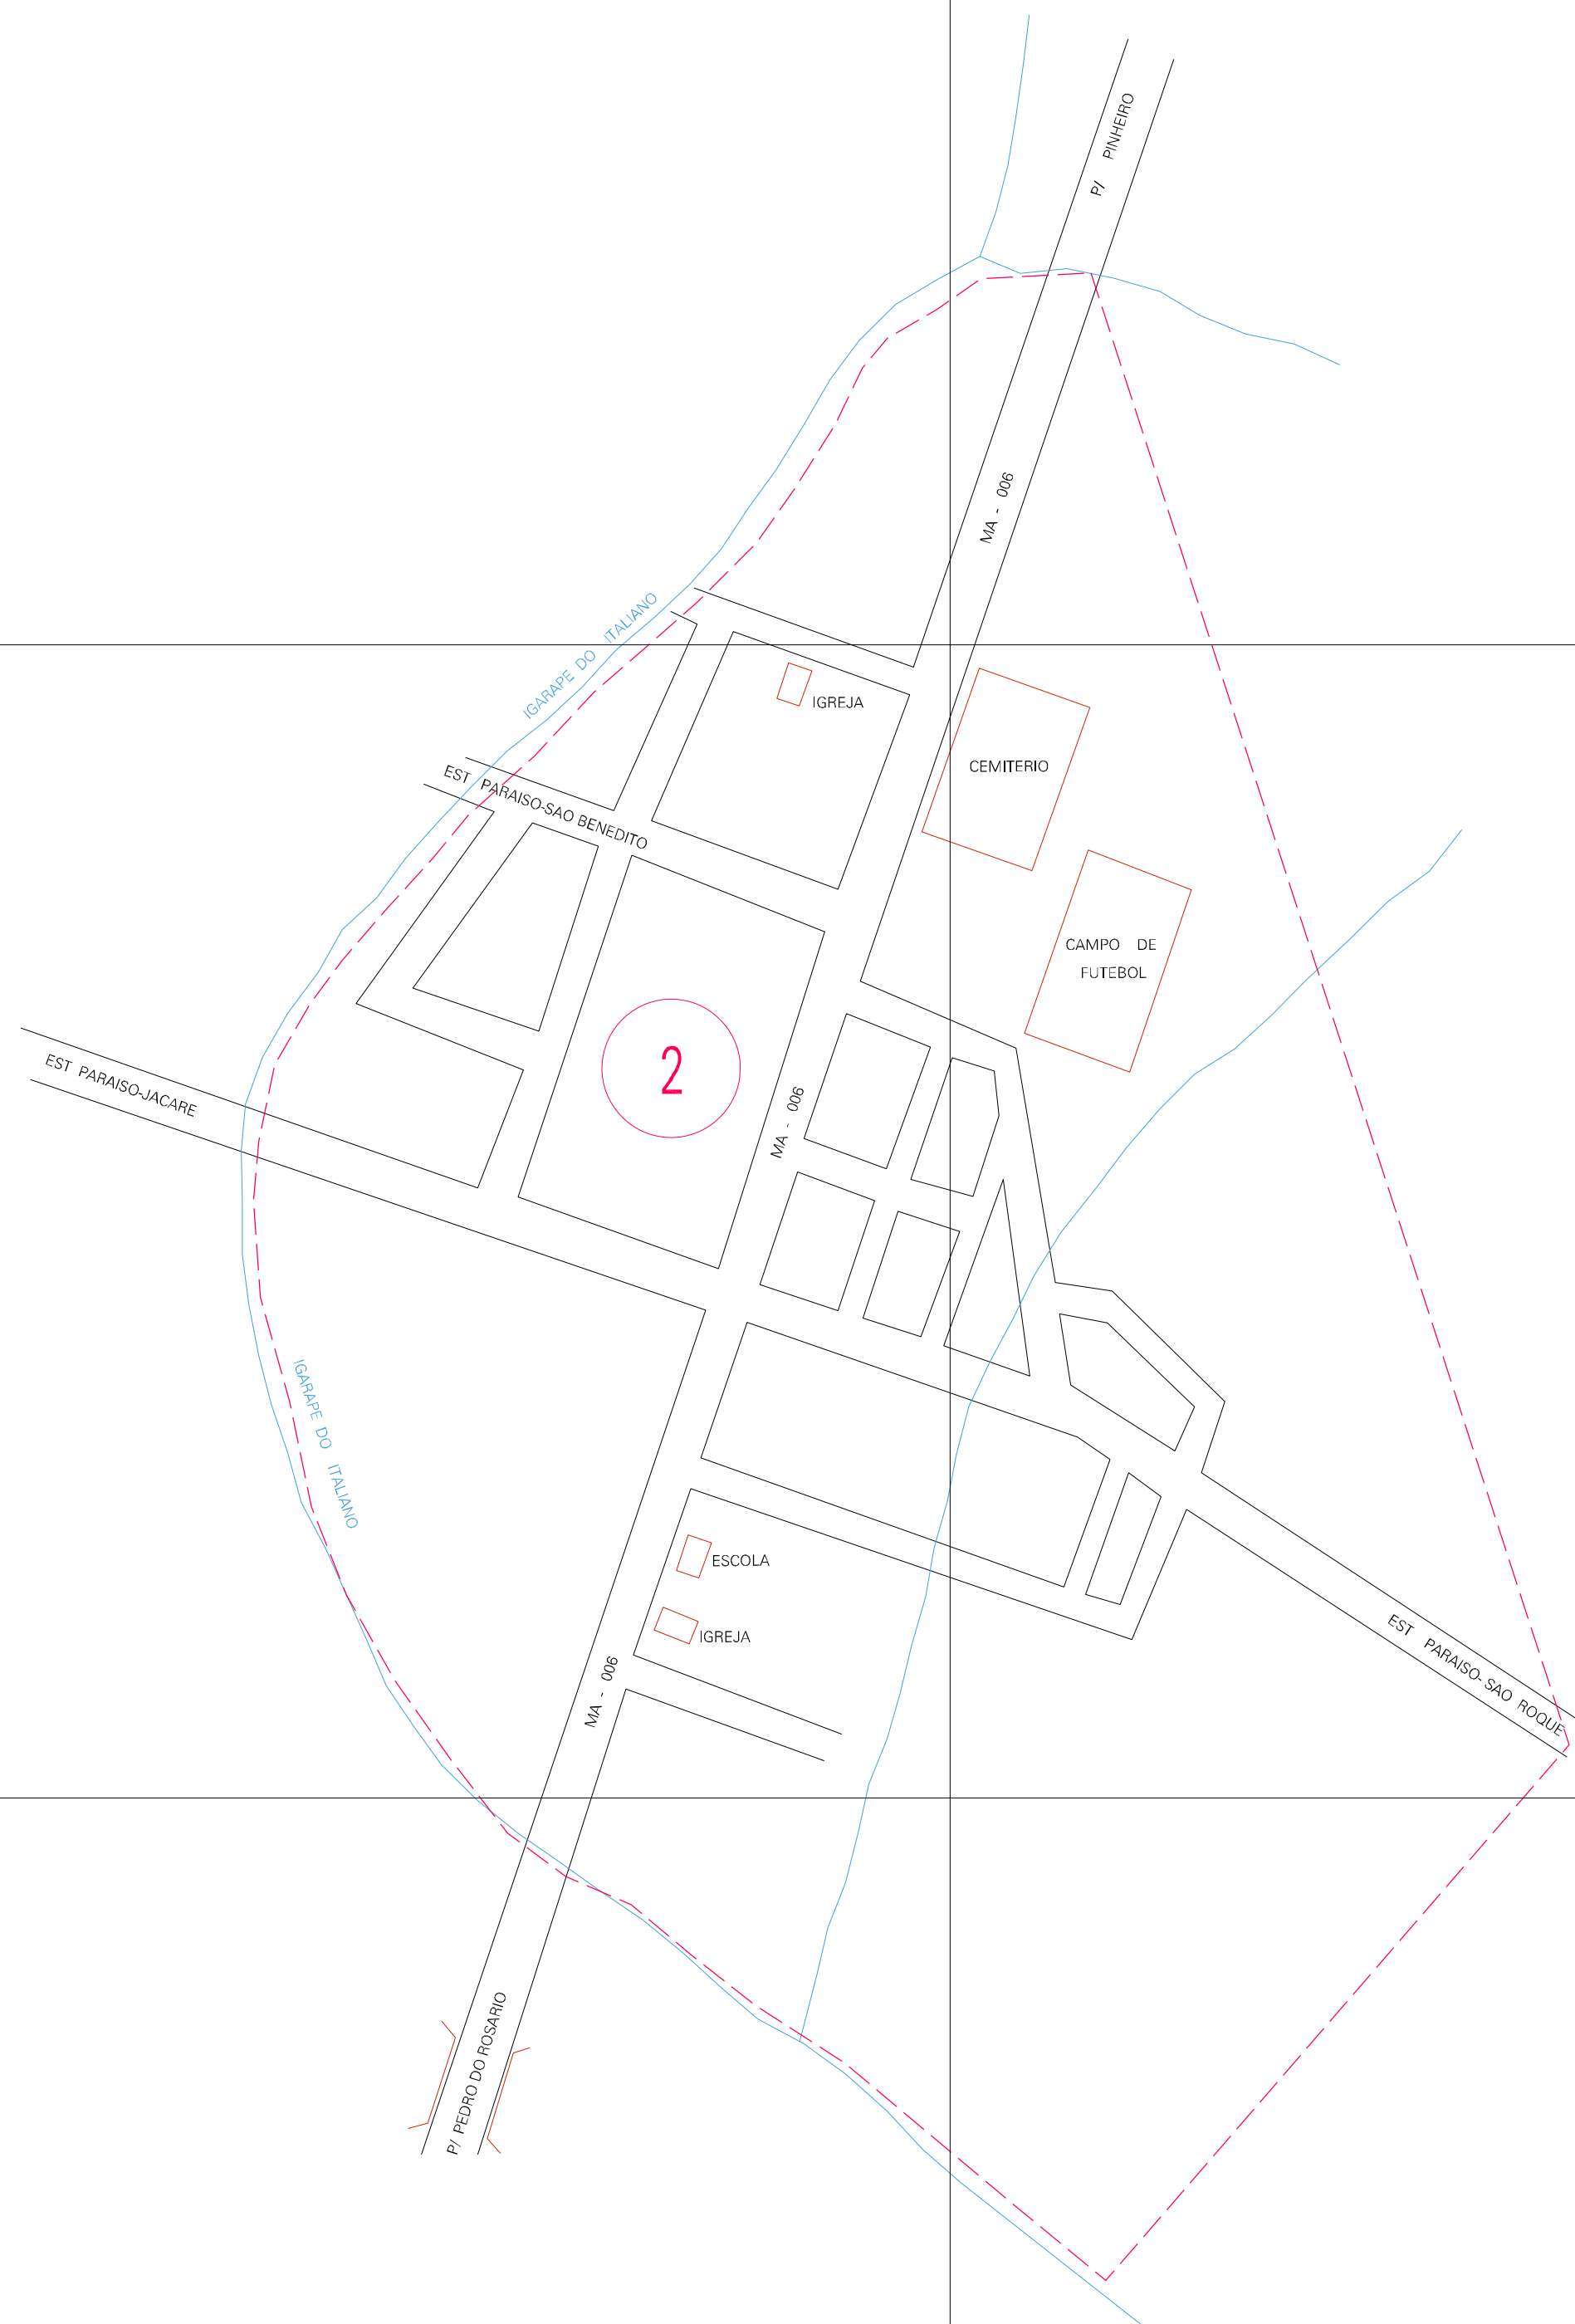 P/ PINHEIRO
MA - 006
IGARAPE DO ITALIANO
IGREJA
CEMITERIO
EST PARAISO-SAO BENEDITO
CAMPO DE
FUTEBOL
2
EST PARAISO-JACARE
MA - 006
IGARAPE DO ITALIANO
ESCOLA
IGREJA
EST PARAISO-SAO ROQUE
MA - 006
P/ PEDRO DO ROSARIO